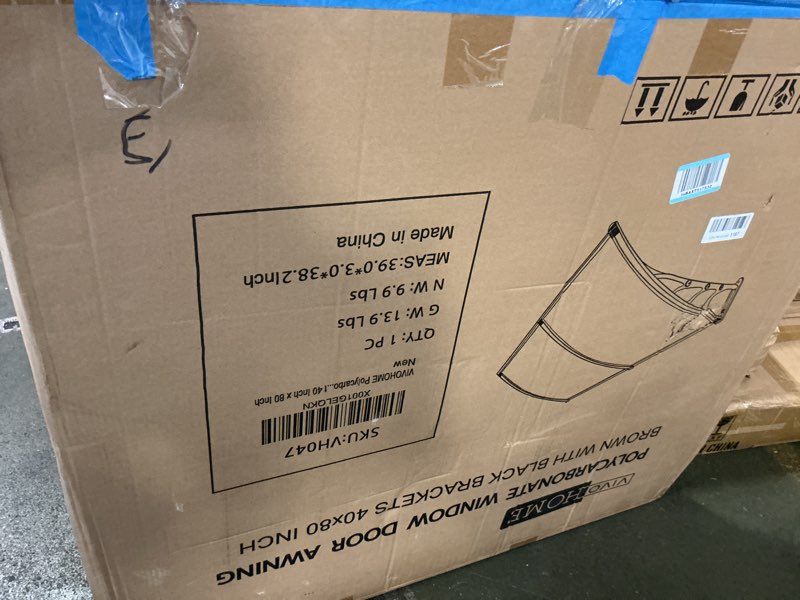 VIVOHOME
POLYCARBONATE WINDOW DOOR AWNING
BROWN WITH BLACK BRACKETS 40x80 INCH
SKU:VH047
X001GELQKN
VIVOHOME Polycarbo...t 40 Inch x 80 Inch
New
QTY: 1 PC
G W: 13.9 Lbs
N W: 9.9 Lbs
MEAS:39.0*3.0*38.2Inch
Made in China
CHINA